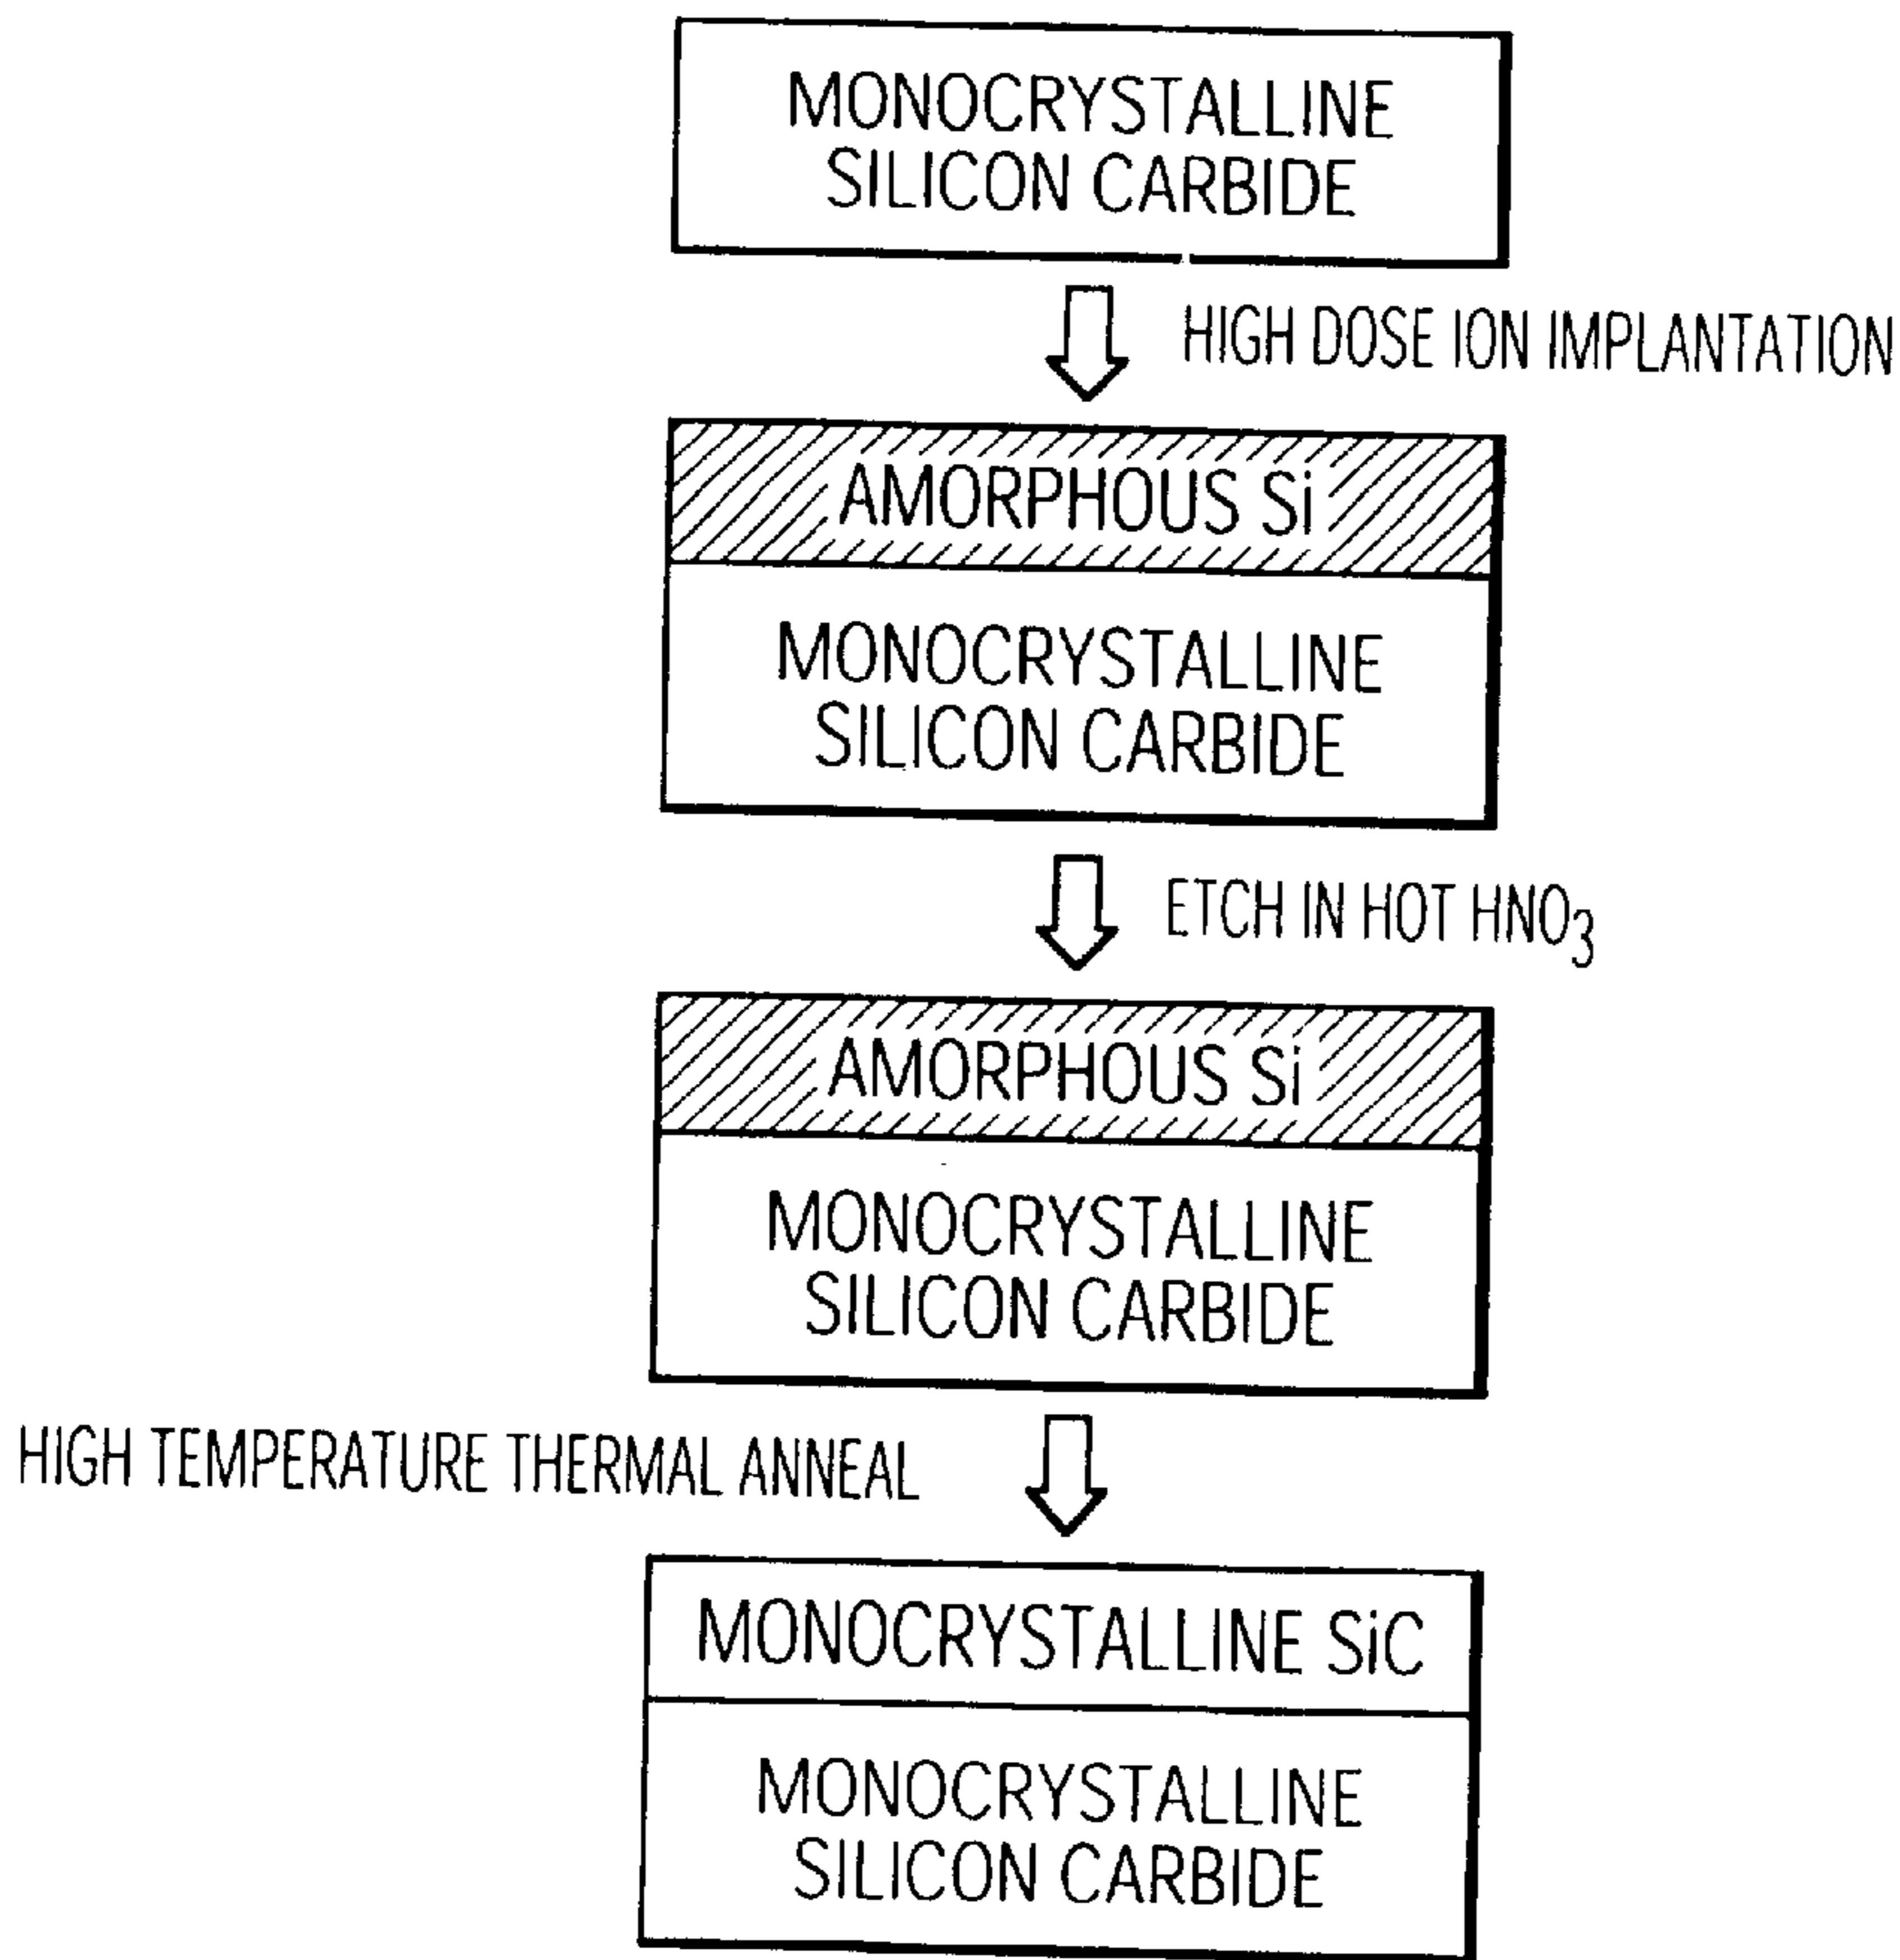 MONOCRYSTALLINE
SILICON CARBIDE
HIGH DOSE ION IMPLANTATION
AMORPHOUS Si
MONOCRYSTALLINE
SILICON CARBIDE
ETCH IN HOT HNO₃
AMORPHOUS Si
MONOCRYSTALLINE
SILICON CARBIDE
HIGH TEMPERATURE THERMAL ANNEAL
MONOCRYSTALLINE SiC
MONOCRYSTALLINE
SILICON CARBIDE